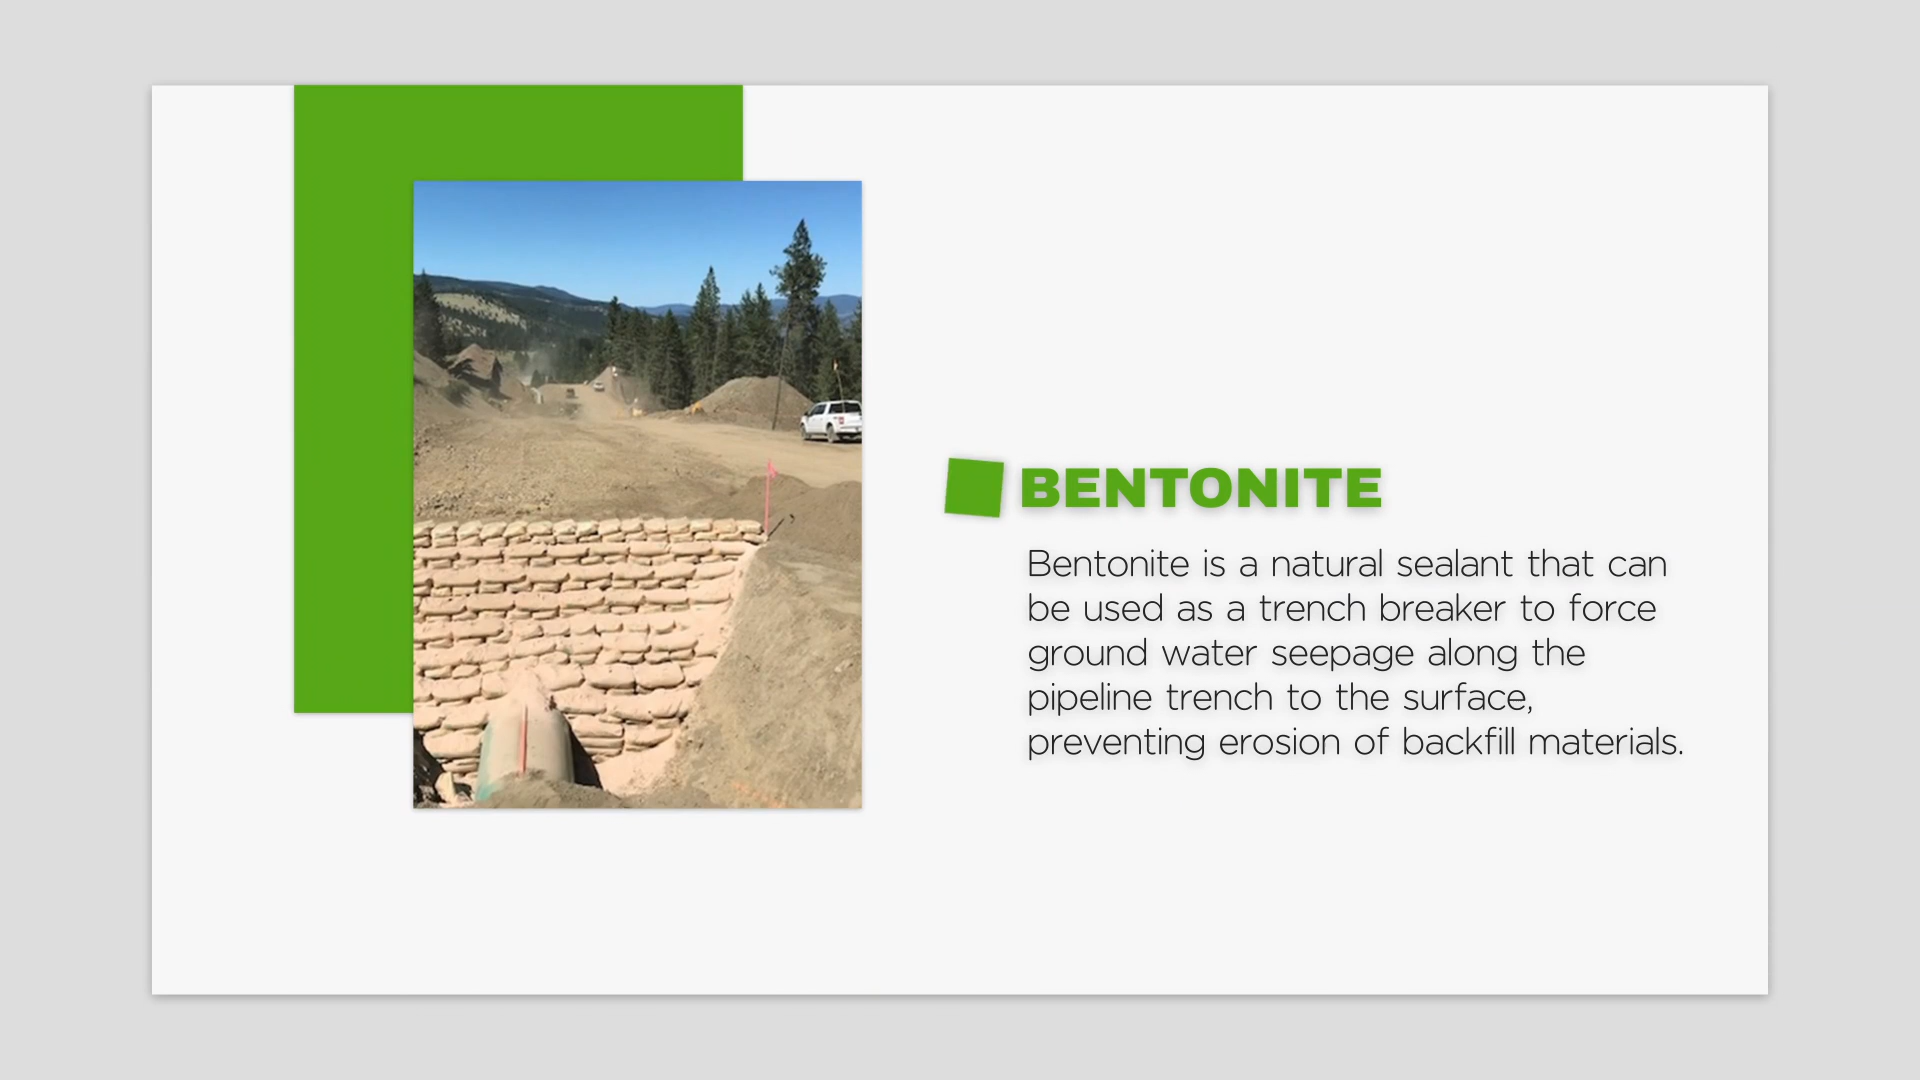 BENTONITE
Bentonite is a natural sealant that can
be used as a trench breaker to force
ground water seepage along the
pipeline trench to the surface,
preventing erosion of backfill materials.